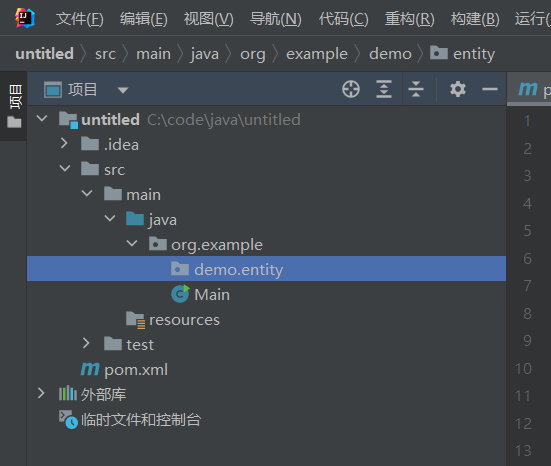 文件(F) 编辑(E) 视图(V) 导航(N) 代码(C) 重构(R) 构建(B) 运行(
untitled src main java org example demo entity
项目
项目
untitled C:\code\java\untitled
.idea
src
main
java
org.example
demo.entity
Main
resources
test
pom.xml
外部库
临时文件和控制台
1
2
3
4
5
6
7
8
9
10
11
12
13